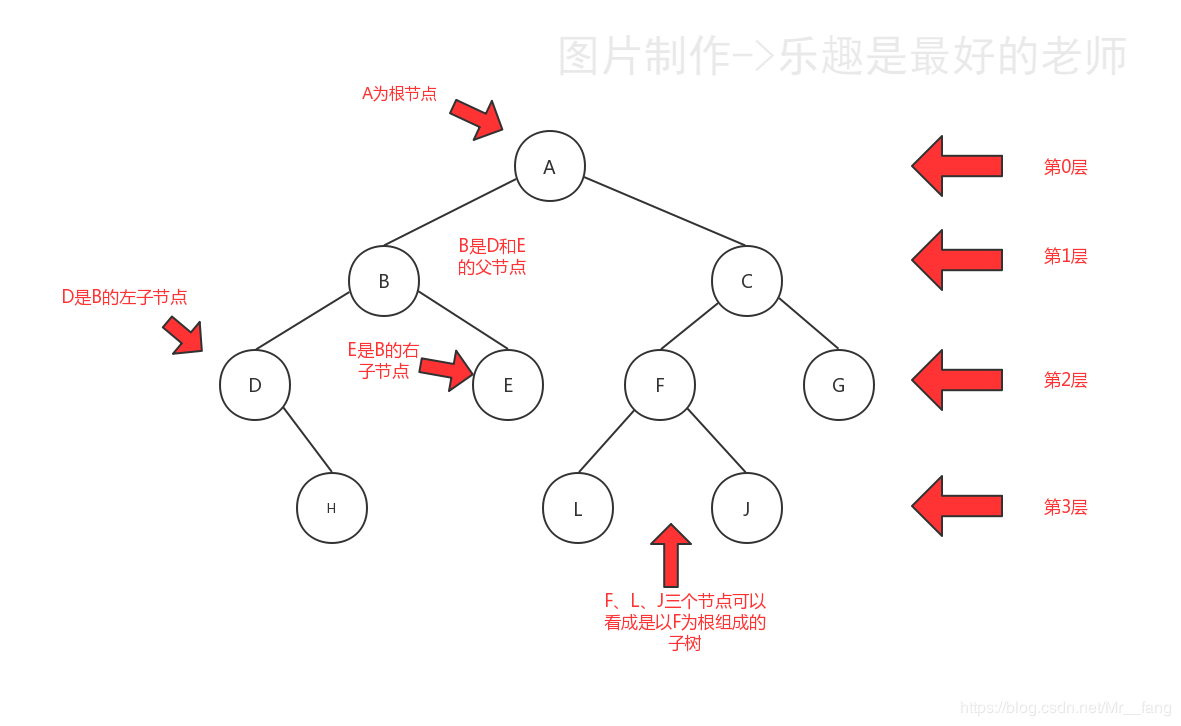 图片制作->乐趣是最好的老师
A为根节点
A
第0层
B是D和E
的父节点
第1层
B
C
D是B的左子节点
E是B的右
子节点
第2层
D
E
F
G
H
L
J
第3层
F、L、J三个节点可以
看成是以F为根组成的
子树
https://blog.csdn.net/Mr__fang